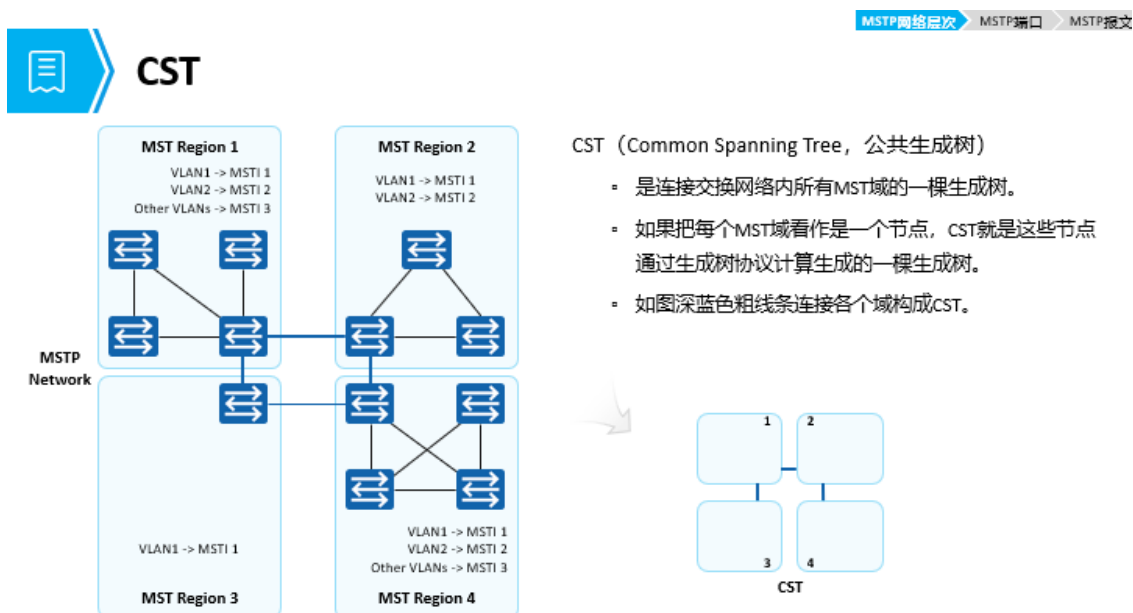 MSTP网络层次 MSTP端口 MSTP报文
CST
MST Region 1
VLAN1 -> MSTI 1
VLAN2 -> MSTI 2
Other VLANs -> MSTI 3
MST Region 2
VLAN1 -> MSTI 1
VLAN2 -> MSTI 2
MSTP
Network
VLAN1 -> MSTI 1
MST Region 3
VLAN1 -> MSTI 1
VLAN2 -> MSTI 2
Other VLANs -> MSTI 3
MST Region 4
CST（Common Spanning Tree，公共生成树）
▫ 是连接交换网络内所有MST域的一棵生成树。
▫ 如果把每个MST域看作是一个节点，CST就是这些节点
通过生成树协议计算生成的一棵生成树。
▫ 如图深蓝色粗线条连接各个域构成CST。
1 2
3 4
CST